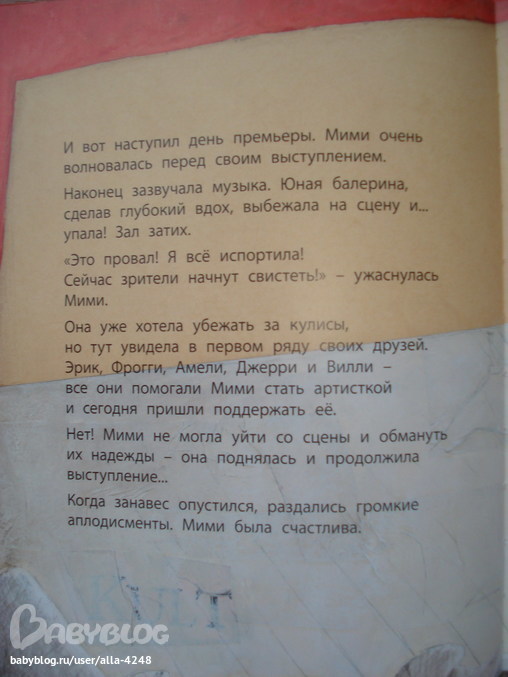 И вот наступил день премьеры. Мими очень
волновалась перед своим выступлением.
Наконец зазвучала музыка. Юная балерина,
сделав глубокий вдох, выбежала на сцену и...
упала! Зал затих.
«Это провал! Я всё испортила!
Сейчас зрители начнут свистеть!» – ужаснулась
Мими.
Она уже хотела убежать за кулисы,
но тут увидела в первом ряду своих друзей.
Эрик, Фрогги, Амели, Джерри и Вилли –
все они помогали Мими стать артисткой
и сегодня пришли поддержать её.
Нет! Мими не могла уйти со сцены и обмануть
их надежды – она поднялась и продолжила
выступление...
Когда занавес опустился, раздались громкие
аплодисменты. Мими была счастлива.
BABYBLOG
babyblog.ru/user/alla-4248